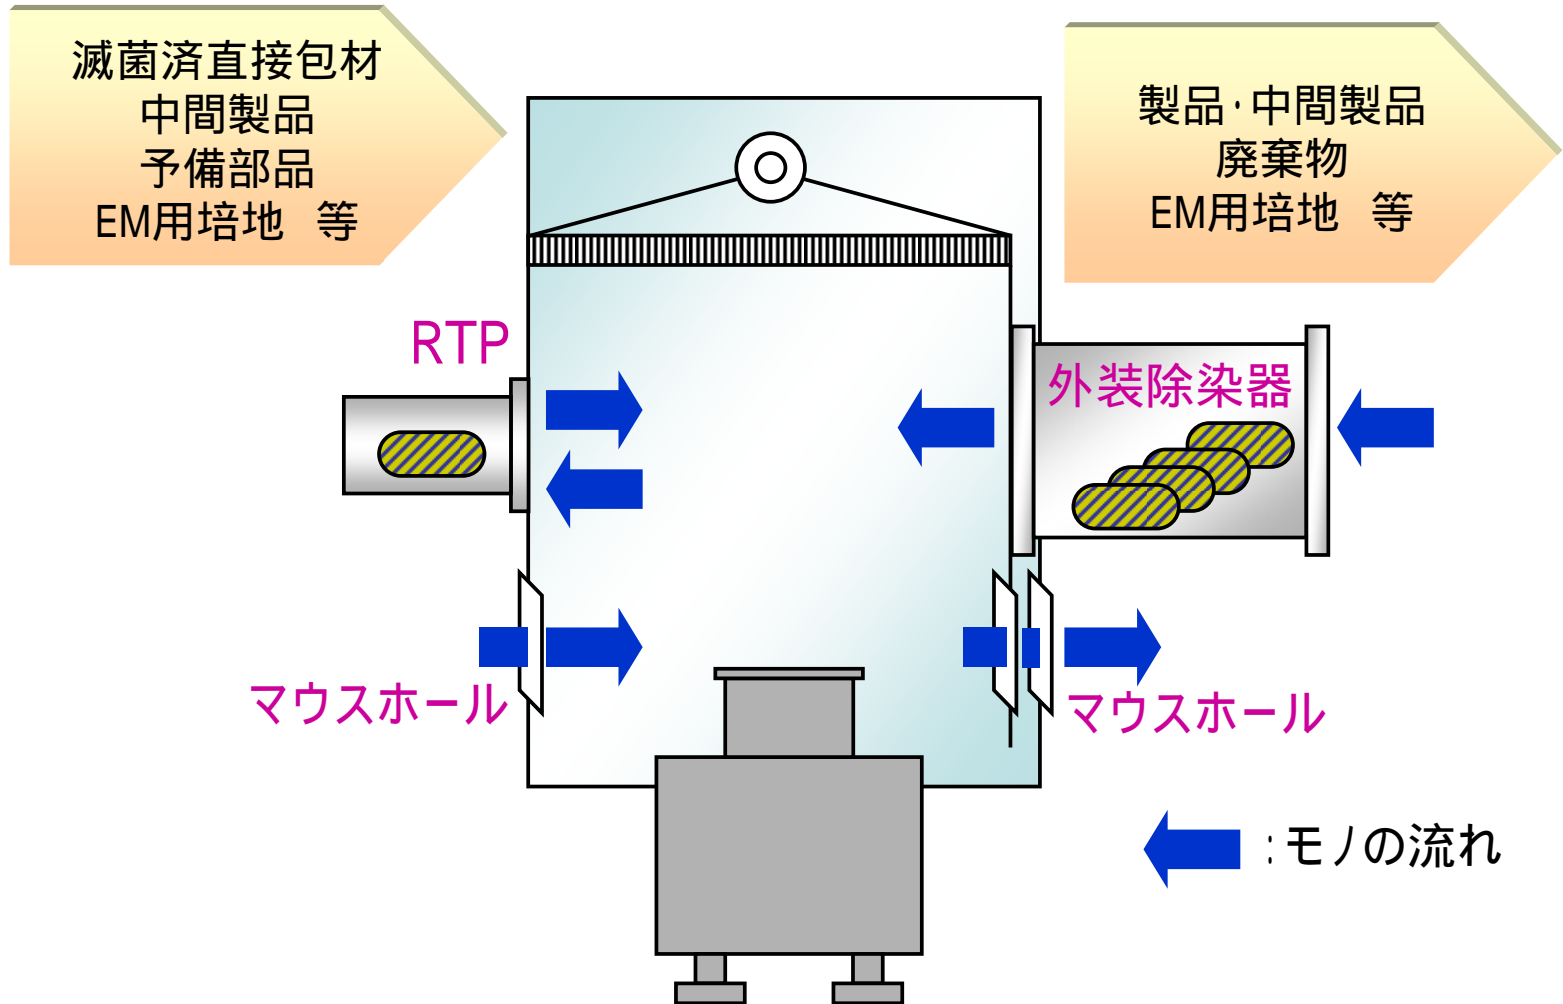 滅菌済直接包材
中間製品
予備部品
EM用培地 等
製品・中間製品
廃棄物
EM用培地 等
RTP
外装除染器
マウスホール
マウスホール
:モノの流れ